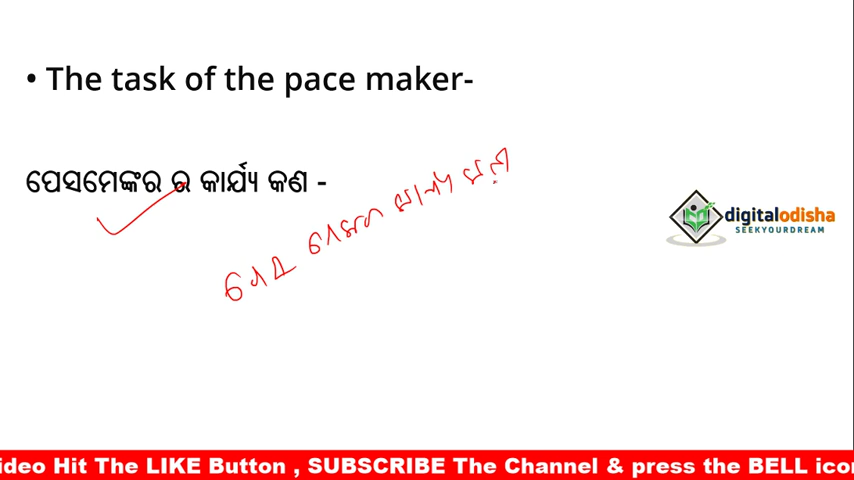 • The task of the pace maker-
ପେସମେଙ୍କର ର କାର୍ଯ୍ୟ କଣ -
digitalodisha
SEEKYOURDREAM
ideo Hit The LIKE Button , SUBSCRIBE The Channel & press the BELL icon